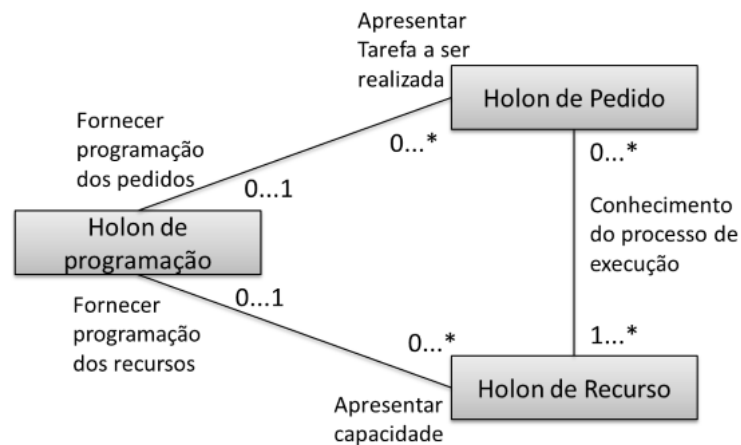 Apresentar
Tarefa a ser
realizada
Holon de Pedido
Fornecer
programação
dos pedidos
0...*
0...*
0...1
Conhecimento
do processo de
execução
Holon de
programação
0...1
Fornecer
programação
dos recursos
0...*
1...*
Holon de Recurso
Apresentar
capacidade